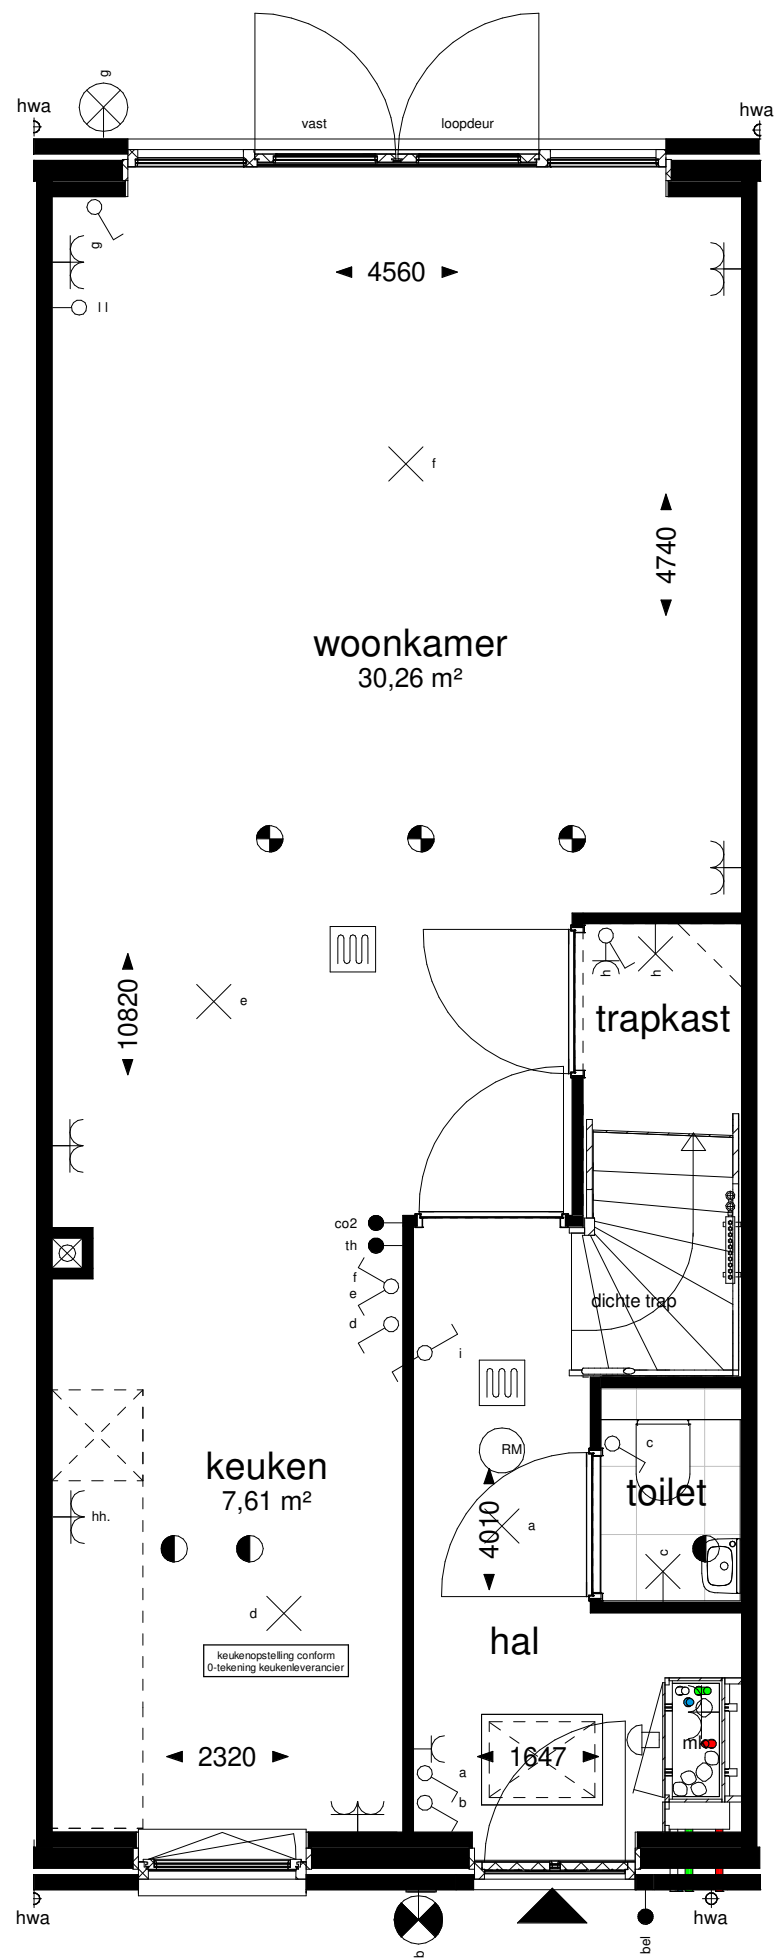 g
hwa
hwa
vast
loopdeur
g
4560
l l
f
4740
woonkamer
30,26 m²
h
h
e
10820
trapkast
co2
th
f
e
d
i
dichte trap
RM
c
keuken
7,61 m²
toilet
hh.
4010
a
c
d
hal
keukenopstelling conform
0-tekening keukenleverancier
2320
1647
mk
a
b
hwa
b
bel
hwa